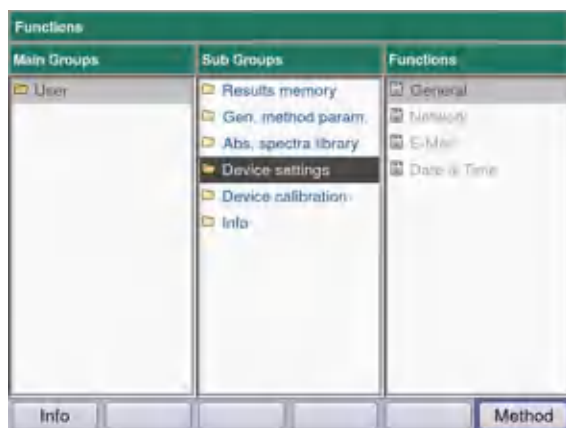 Functions
Main Groups
Sub Groups
Functions
User
Results memory
Gen. method param.
Abs. spectra library
Device settings
Device calibration
Info
General
Network
E-Mail
Date & Time
Info
Method